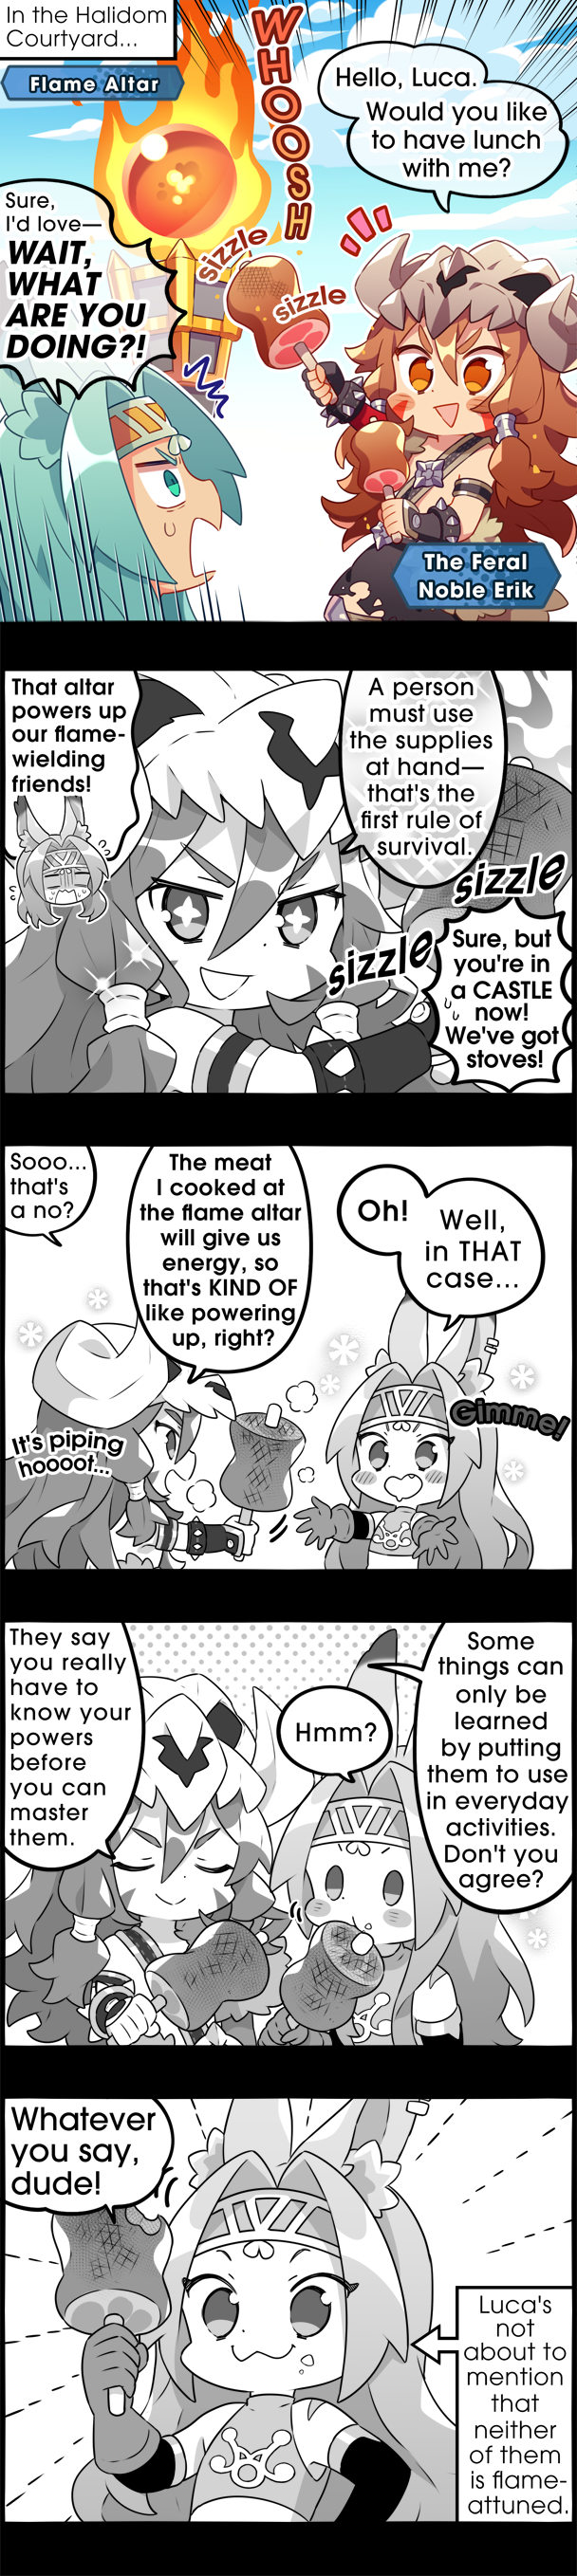 In the Halidom
Courtyard...
Flame Altar
WHOOSH
Hello, Luca.
Would you like
to have lunch
with me?
Sure,
I'd love—
WAIT,
WHAT
ARE YOU
DOING?!
sizzle
sizzle
The Feral
Noble Erik
That altar
powers up
our flame-
wielding
friends!
A person
must use
the supplies
at hand—
that's the
first rule of
survival.
sizzle
sizzle
Sure, but
you're in
a CASTLE
now!
We've got
stoves!
Sooo...
that's
a no?
The meat
I cooked at
the flame altar
will give us
energy, so
that's KIND OF
like powering
up, right?
Oh!
Well,
in THAT
case...
It's piping
hoooot...
Gimme!
They say
you really
have to
know your
powers
before
you can
master
them.
Hmm?
Some
things can
only be
learned
by putting
them to use
in everyday
activities.
Don't you
agree?
Whatever
you say,
dude!
Luca's
not
about to
mention
that
neither
of them
is flame-
attuned.